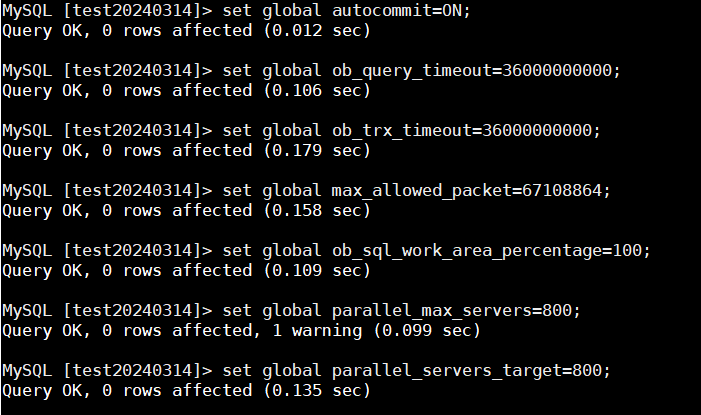 MySQL [test20240314]> set global autocommit=ON;
Query OK, 0 rows affected (0.012 sec)
MySQL [test20240314]> set global ob_query_timeout=36000000000;
Query OK, 0 rows affected (0.106 sec)
MySQL [test20240314]> set global ob_trx_timeout=36000000000;
Query OK, 0 rows affected (0.179 sec)
MySQL [test20240314]> set global max_allowed_packet=67108864;
Query OK, 0 rows affected (0.158 sec)
MySQL [test20240314]> set global ob_sql_work_area_percentage=100;
Query OK, 0 rows affected (0.109 sec)
MySQL [test20240314]> set global parallel_max_servers=800;
Query OK, 0 rows affected, 1 warning (0.099 sec)
MySQL [test20240314]> set global parallel_servers_target=800;
Query OK, 0 rows affected (0.135 sec)